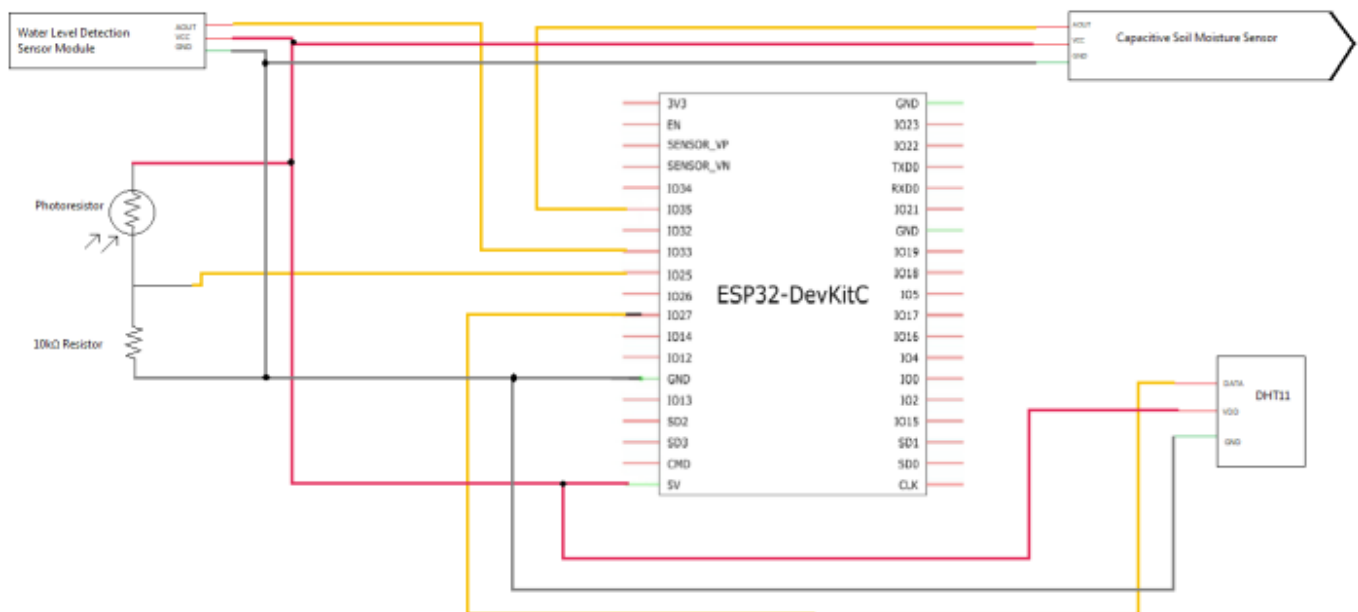 Water Level Detection
Sensor Module
AOUT
VCC
GND
AOUT
VCC
GND
Capacitive Soil Moisture Sensor
Photoresistor
10kΩ Resistor
ESP32-DevKitC
3V3
EN
SENSOR_VP
SENSOR_VN
IO34
IO35
IO32
IO33
IO25
IO26
IO27
IO14
IO12
GND
IO13
SD2
SD3
CMD
5V
GND
IO23
IO22
TXD0
RXD0
IO21
GND
IO19
IO18
IO5
IO17
IO16
IO4
IO0
IO2
IO15
SD1
SD0
CLK
DATA
VDD
GND
DHT11